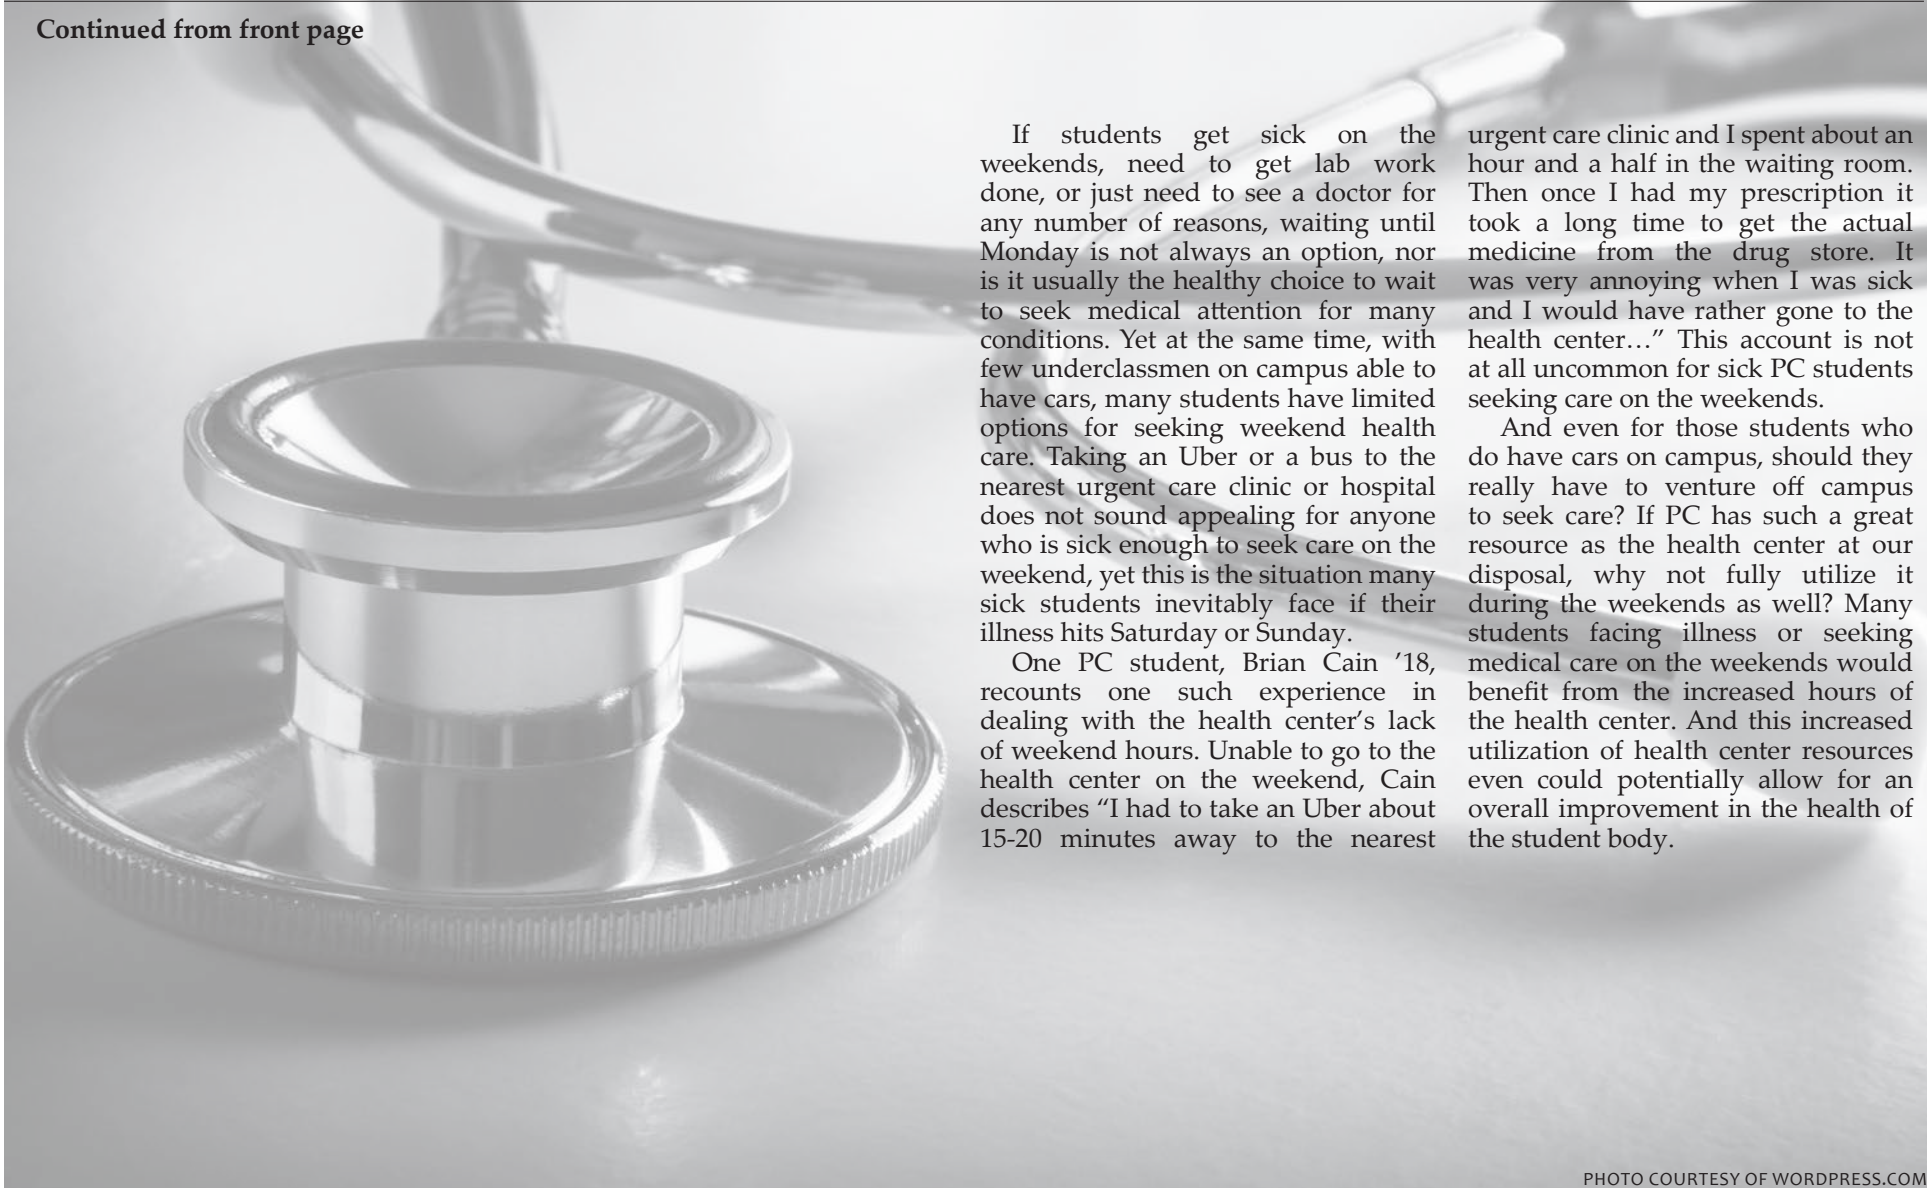 Continued from front page
If students get sick on the
weekends, need to get lab work
done, or just need to see a doctor for
any number of reasons, waiting until
Monday is not always an option, nor
is it usually the healthy choice to wait
to seek medical attention for many
conditions. Yet at the same time, with
few underclassmen on campus able to
have cars, many students have limited
options for seeking weekend health
care. Taking an Uber or a bus to the
nearest urgent care clinic or hospital
does not sound appealing for anyone
who is sick enough to seek care on the
weekend, yet this is the situation many
sick students inevitably face if their
illness hits Saturday or Sunday.
One PC student, Brian Cain ’18,
recounts one such experience in
dealing with the health center’s lack
of weekend hours. Unable to go to the
health center on the weekend, Cain
describes “I had to take an Uber about
15-20 minutes away to the nearest
urgent care clinic and I spent about an
hour and a half in the waiting room.
Then once I had my prescription it
took a long time to get the actual
medicine from the drug store. It
was very annoying when I was sick
and I would have rather gone to the
health center…” This account is not
at all uncommon for sick PC students
seeking care on the weekends.
And even for those students who
do have cars on campus, should they
really have to venture off campus
to seek care? If PC has such a great
resource as the health center at our
disposal, why not fully utilize it
during the weekends as well? Many
students facing illness or seeking
medical care on the weekends would
benefit from the increased hours of
the health center. And this increased
utilization of health center resources
even could potentially allow for an
overall improvement in the health of
the student body.
PHOTO COURTESY OF WORDPRESS.COM